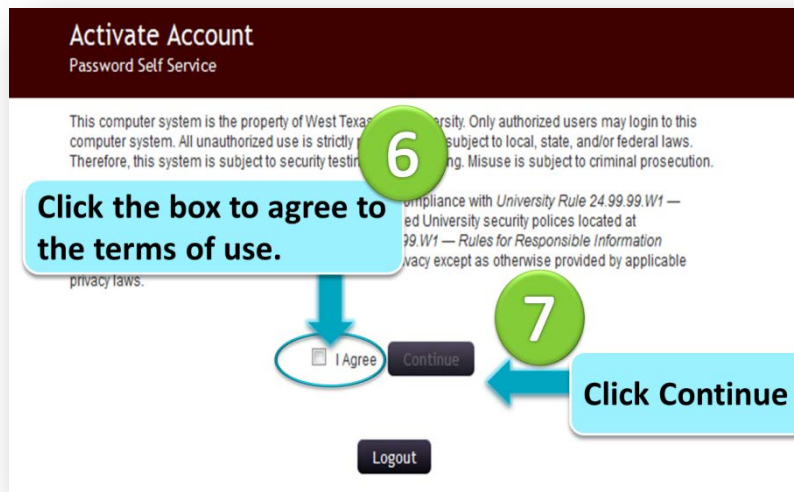 Activate Account
Password Self Service
This computer system is the property of West Texas ersity. Only authorized users may login to this
computer system. All unauthorized use is strictly subject to local, state, and/or federal laws.
Therefore, this system is subject to security testin ng. Misuse is subject to criminal prosecution.
6
mpliance with University Rule 24.99.99.W1 —
Click the box to agree to
ed University security polices located at
the terms of use.
99.W1 — Rules for Responsible Information
vacy except as otherwise provided by applicable
privacy laws.
7
I Agree Continue
Click Continue
Logout